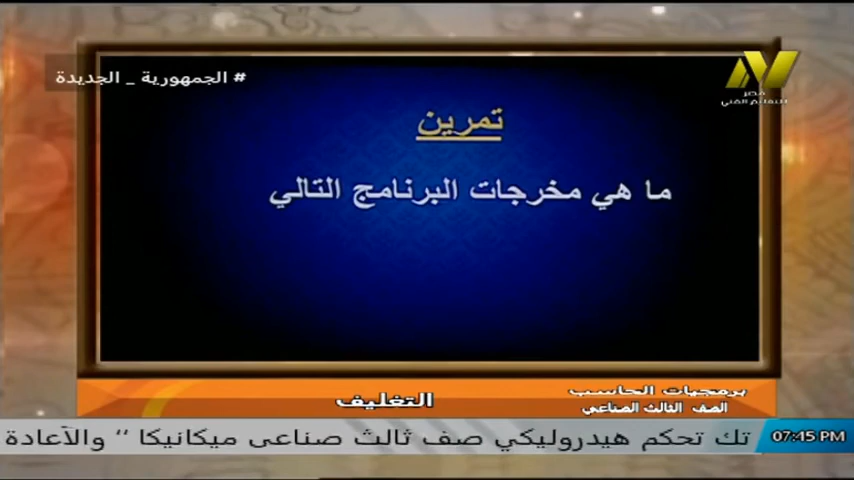 # الجمهورية _ الجديدة
مصر
للتعليم الفني
تمرين
ما هي مخرجات البرنامج التالي
برمجيات الحاسب
الصف الثالث الصناعي
التغليف
تك تحكم هيدروليكي صف ثالث صناعى ميكانيكا ‘‘ والآعادة
07:45 PM